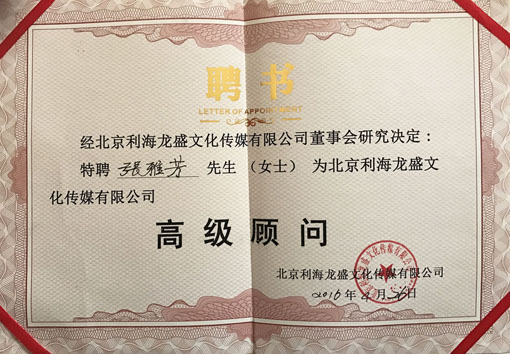 聘书
LETTER OF APPOINTMENT
经北京利海龙盛文化传媒有限公司董事会研究决定：
特聘 张雅芳 先生（女士）为北京利海龙盛文
化传媒有限公司
高级顾问
北京利海龙盛文化传媒有限公司
2016年 月 日